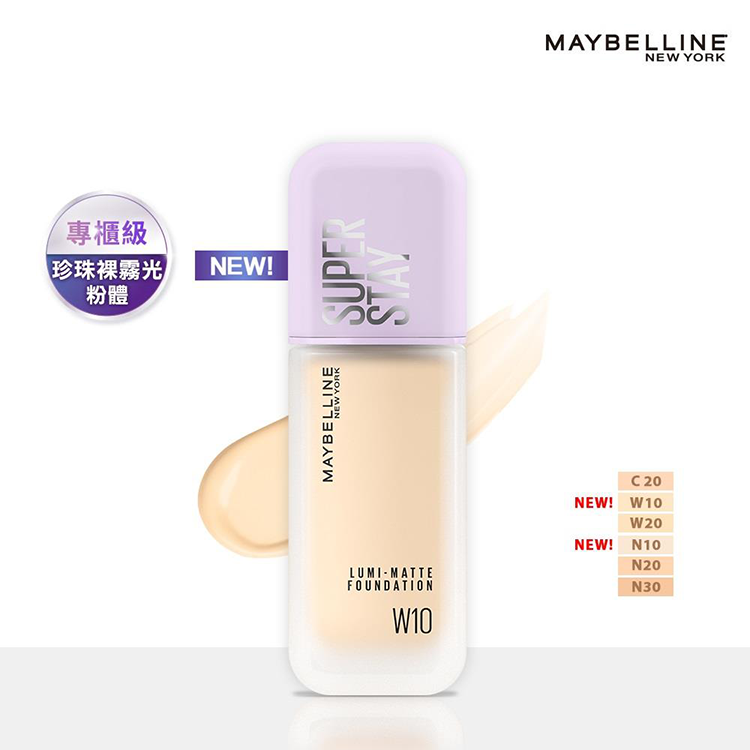 MAYBELLINE
NEW YORK
專櫃級
珍珠裸霧光
粉體
NEW!
SUPER
STAY
MAYBELLINE
NEW YORK
LUMI-MATTE
FOUNDATION
W10
C 20
NEW! W10
W20
NEW! N10
N20
N30